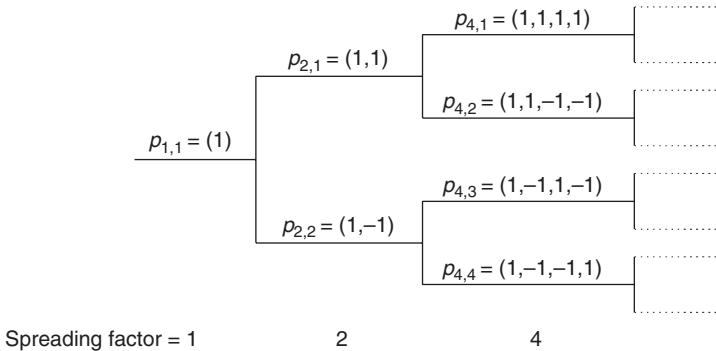 p4,1 = (1,1,1,1)
p2,1 = (1,1)
p4,2 = (1,1,–1,–1)
p1,1 = (1)
p4,3 = (1,–1,1,–1)
p2,2 = (1,–1)
p4,4 = (1,–1,–1,1)
Spreading factor = 1 2 4